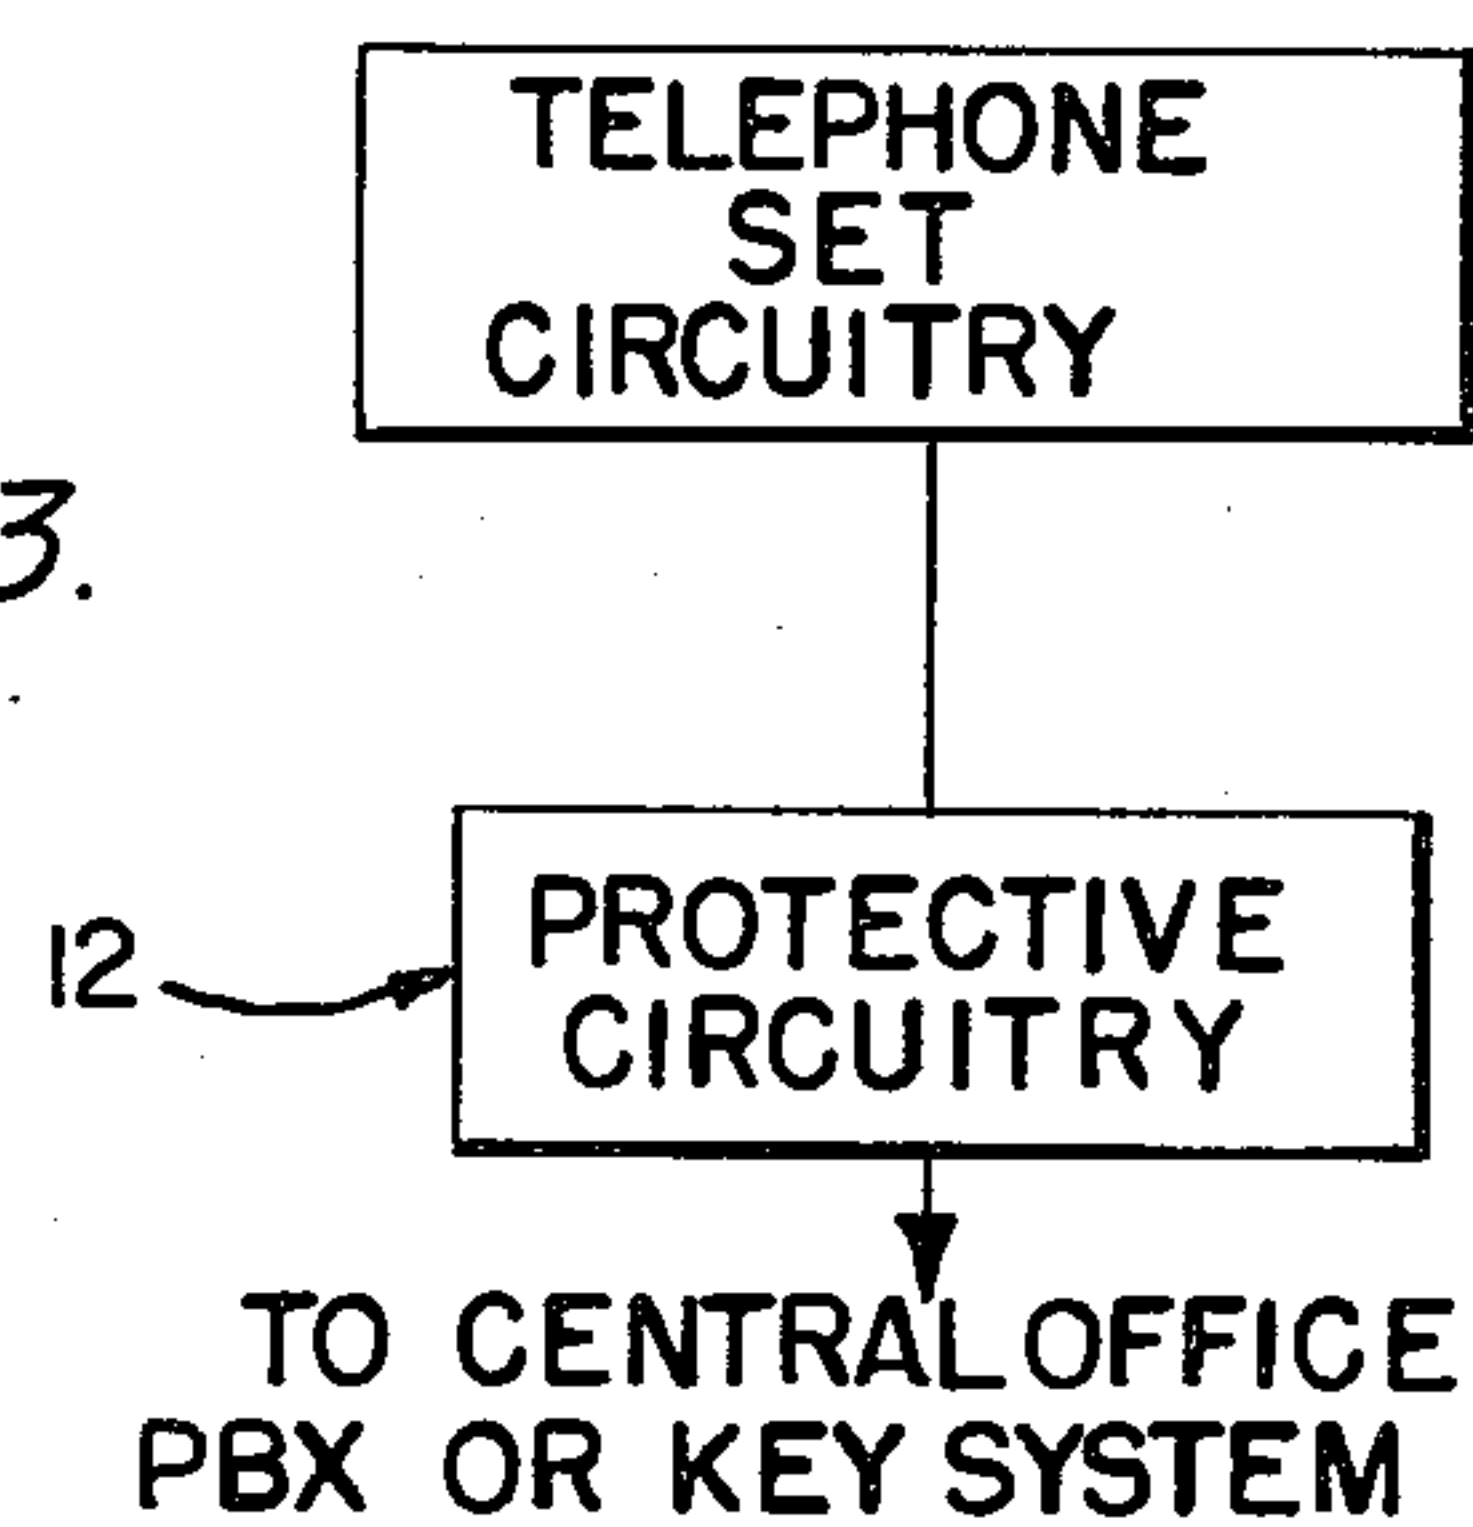 TELEPHONE
SET
CIRCUITRY
3.
12
PROTECTIVE
CIRCUITRY
TO CENTRAL OFFICE
PBX OR KEY SYSTEM